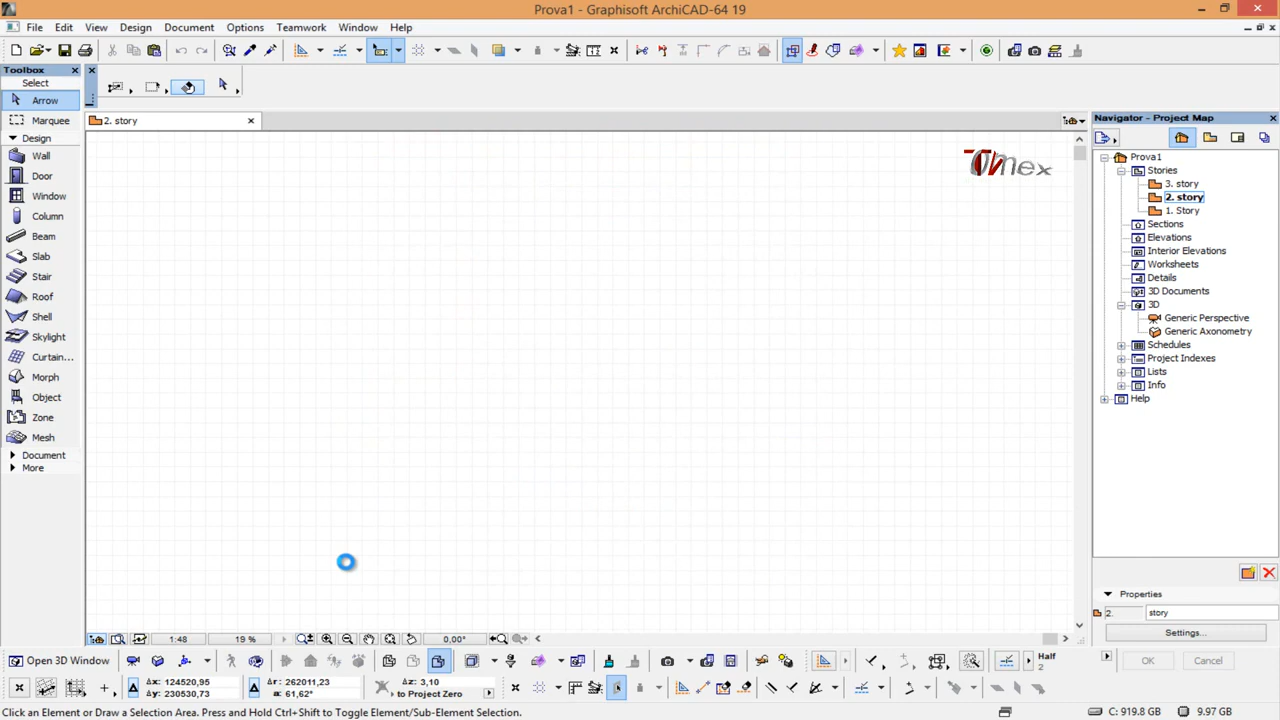 Prova1 - Graphisoft ArchiCAD-64 19
File Edit View Design Document Options Teamwork Window Help
Toolbox
Select
Arrow
Marquee
Design
Wall
Door
Window
Column
Beam
Slab
Stair
Roof
Shell
Skylight
Curtain...
Morph
Object
Zone
Mesh
Document
More
2. story
Navigator - Project Map
Prova1
Stories
3. story
2. story
1. Story
Sections
Elevations
Interior Elevations
Worksheets
Details
3D Documents
3D
Generic Perspective
Generic Axonometry
Schedules
Project Indexes
Lists
Info
Help
Properties
2. story
Settings...
OK Cancel
1:48 19 % 0,00°
Open 3D Window
Half
2
Δx: 124520,95
Δy: 230530,73
Δr: 262011,23
a: 61,62°
Δz: 3,10
to Project Zero
Click an Element or Draw a Selection Area. Press and Hold Ctrl+Shift to Toggle Element/Sub-Element Selection.
C: 919.8 GB 9.97 GB